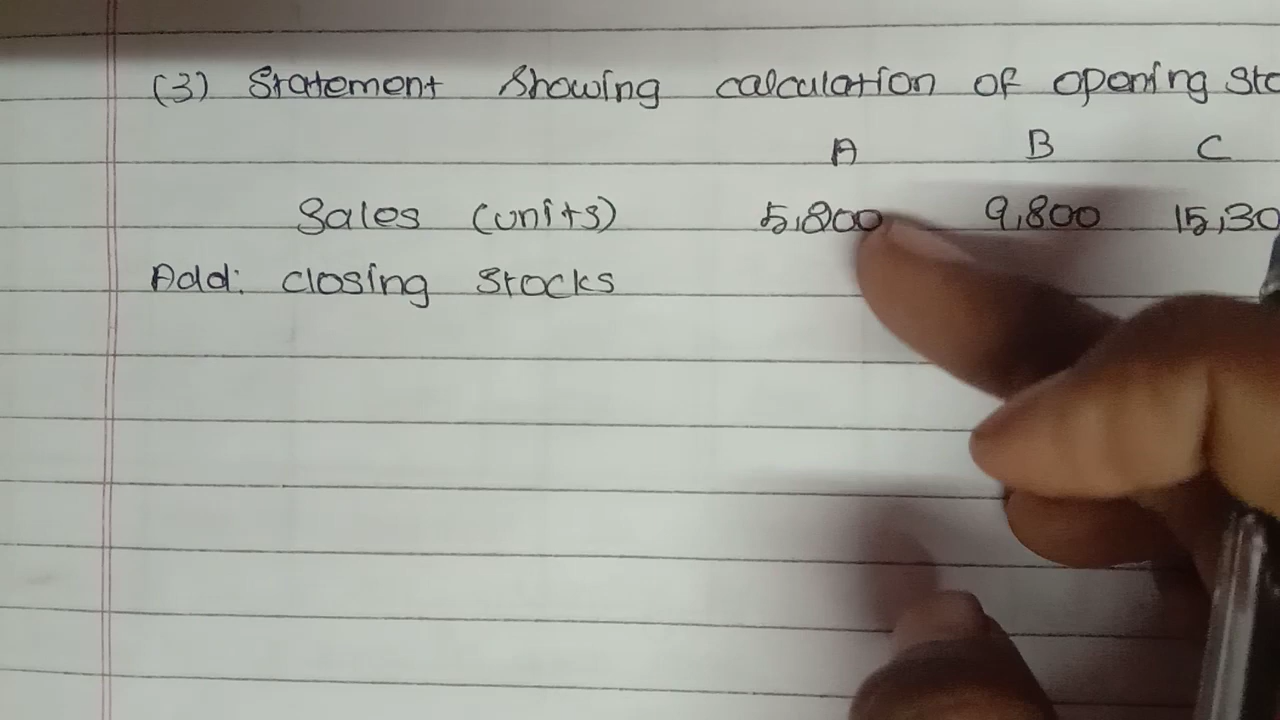 (3) Statement showing calculation of opening
A B C
Sales (units) 5,800 9,800
Add: closing stocks